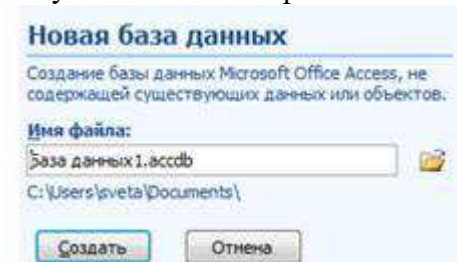 Новая база данных
Создание базы данных Microsoft Office Access, не
содержащей существующих данных или объектов.
Имя файла:
База данных1.accdb
C:\Users\sveta\Documents\
Создать Отмена